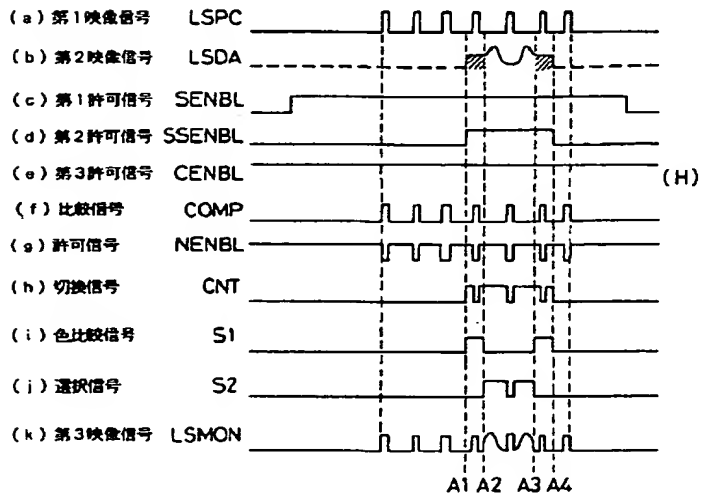 (a) 第1映像信号 LSPC
(b) 第2映像信号 LSDA
(c) 第1許可信号 SENBL
(d) 第2許可信号 SSENBL
(e) 第3許可信号 CENBL
(H)
(f) 比較信号 COMP
(g) 許可信号 NENBL
(h) 切換信号 CNT
(i) 色比較信号 S1
(j) 選択信号 S2
(k) 第3映像信号 LSMON
A1 A2 A3 A4